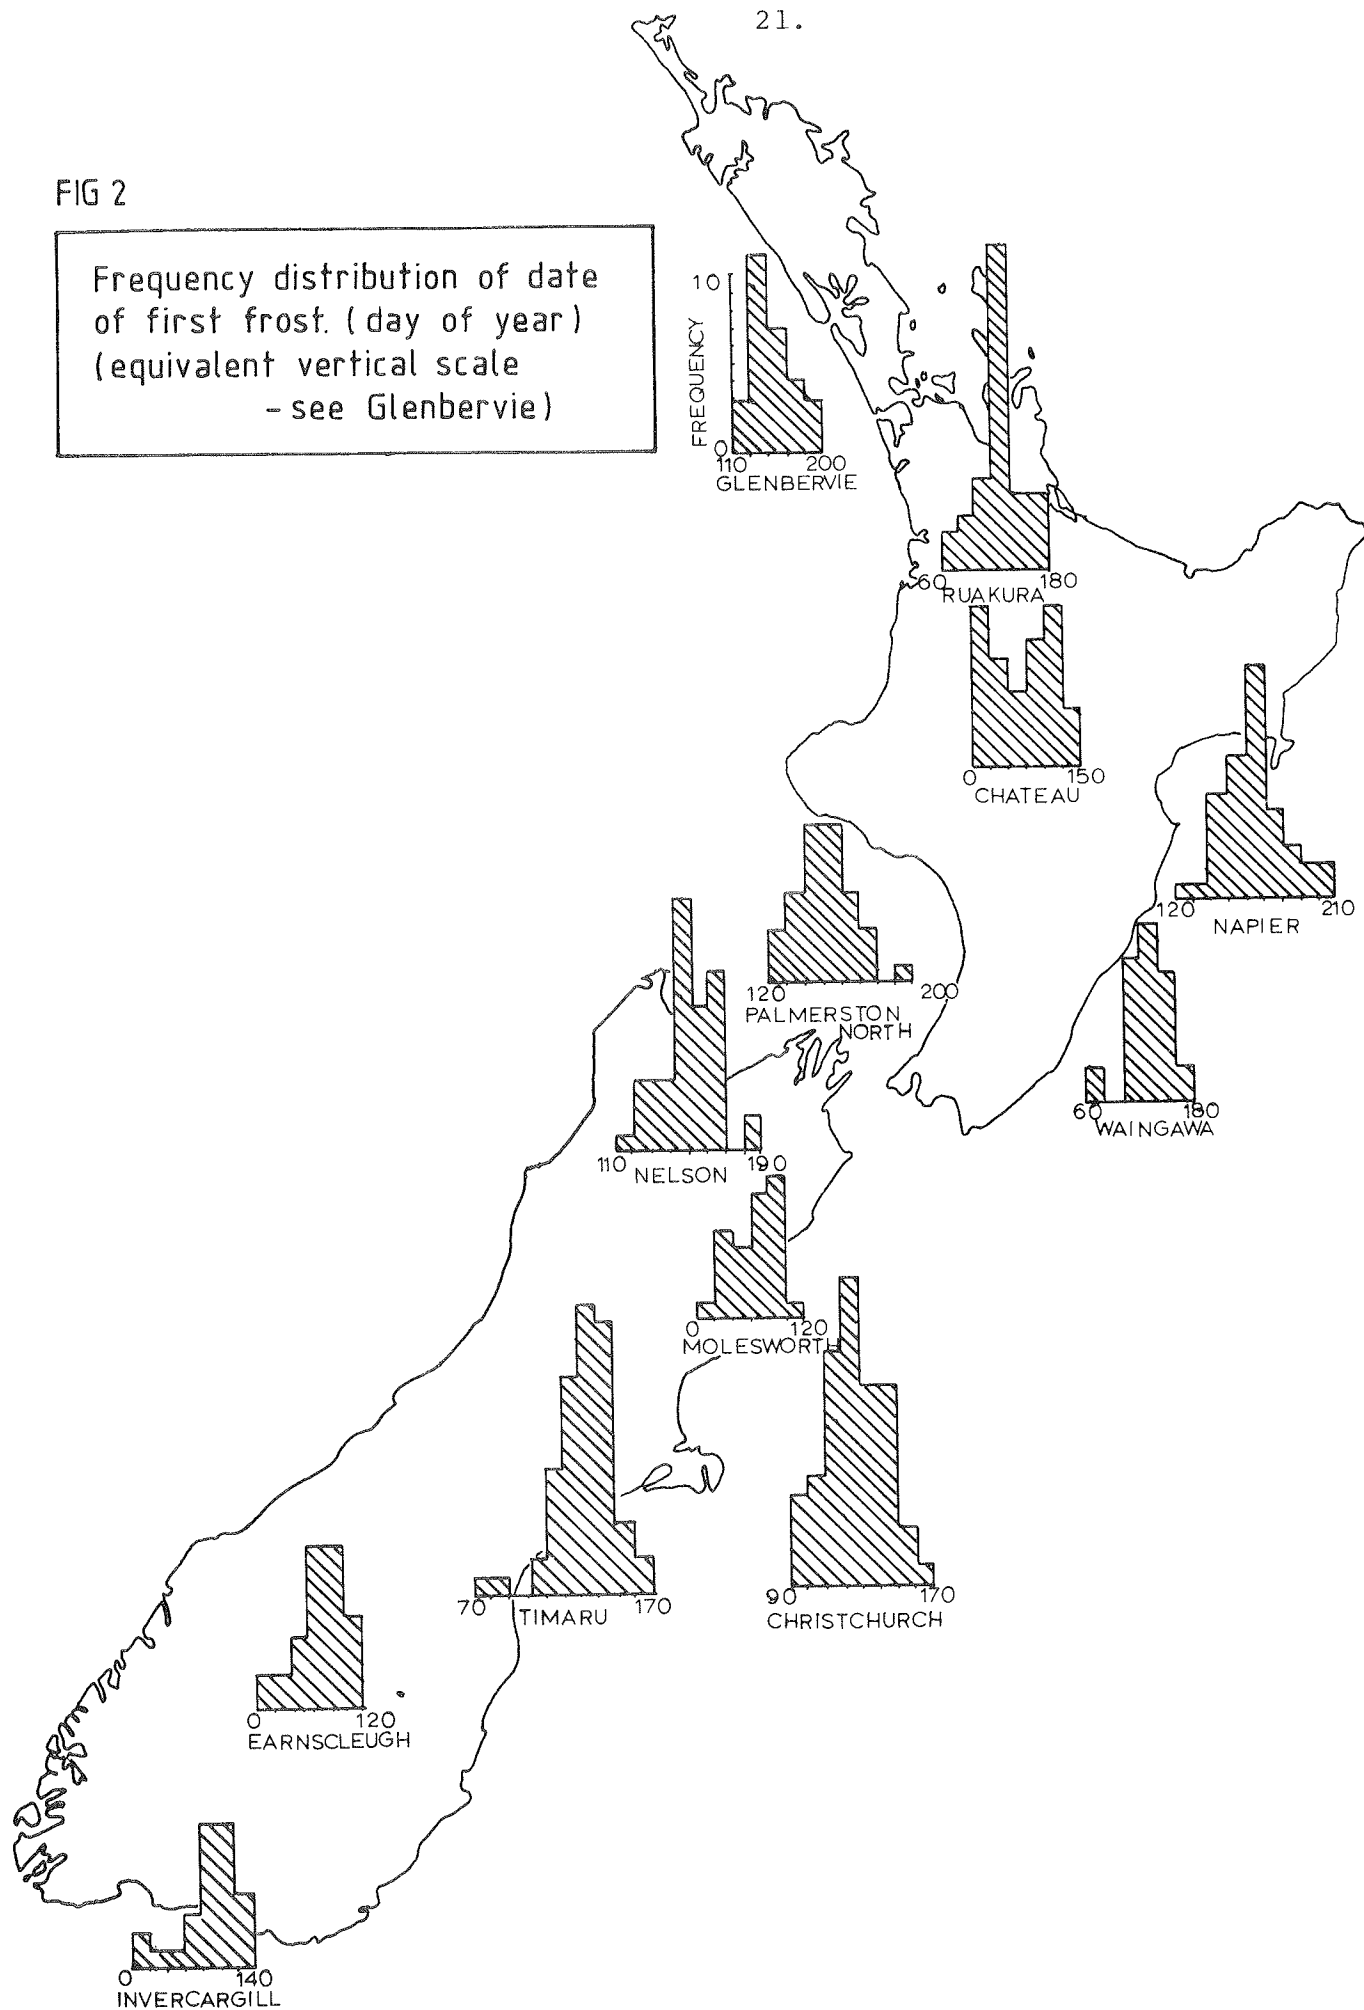 21.
FIG 2
Frequency distribution of date
of first frost. (day of year)
(equivalent vertical scale
- see Glenbervie)
10
FREQUENCY
0
110 200
GLENBERVIE
60 180
RUAKURA
0 150
CHATEAU
120 210
NAPIER
120 200
PALMERSTON
NORTH
60 180
WAINGAWA
110 190
NELSON
0 120
MOLESWORTH
70 170
TIMARU
90 170
CHRISTCHURCH
0 120
EARNSCLEUGH
0 140
INVERCARGILL